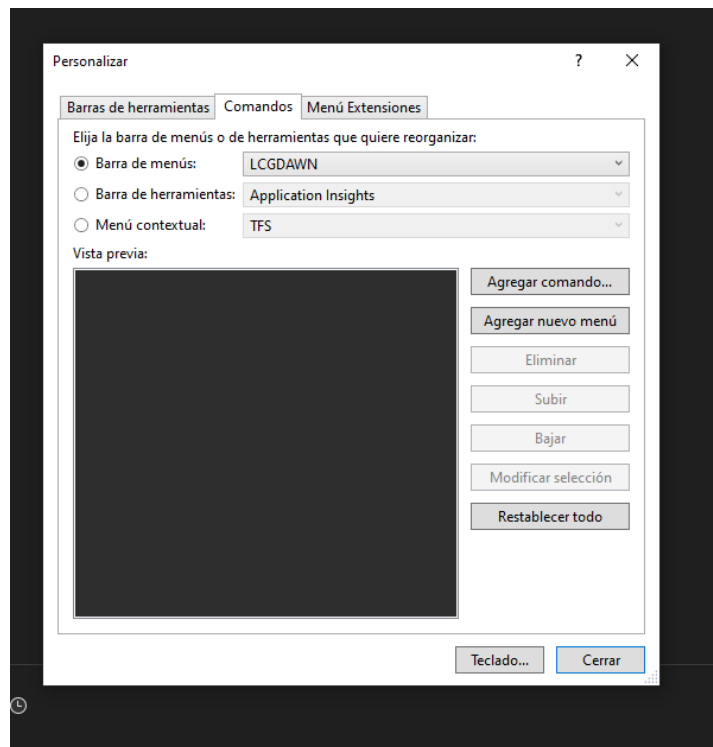 Personalizar
?
Barras de herramientas Comandos Menú Extensiones
Elija la barra de menús o de herramientas que quiere reorganizar:
Barra de menús: LCGDAWN
Barra de herramientas: Application Insights
Menú contextual: TFS
Vista previa:
Agregar comando...
Agregar nuevo menú
Eliminar
Subir
Bajar
Modificar selección
Restablecer todo
Teclado... Cerrar